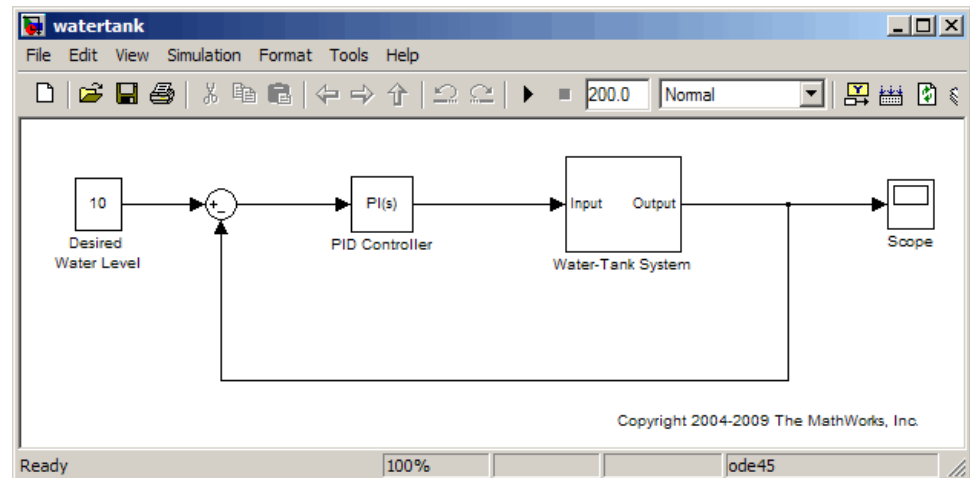 watertank
File Edit View Simulation Format Tools Help
200.0 Normal
10
Desired
Water Level
+
−
PI(s)
PID Controller
Input Output
Water-Tank System
Scope
Copyright 2004-2009 The MathWorks, Inc.
Ready 100% ode45